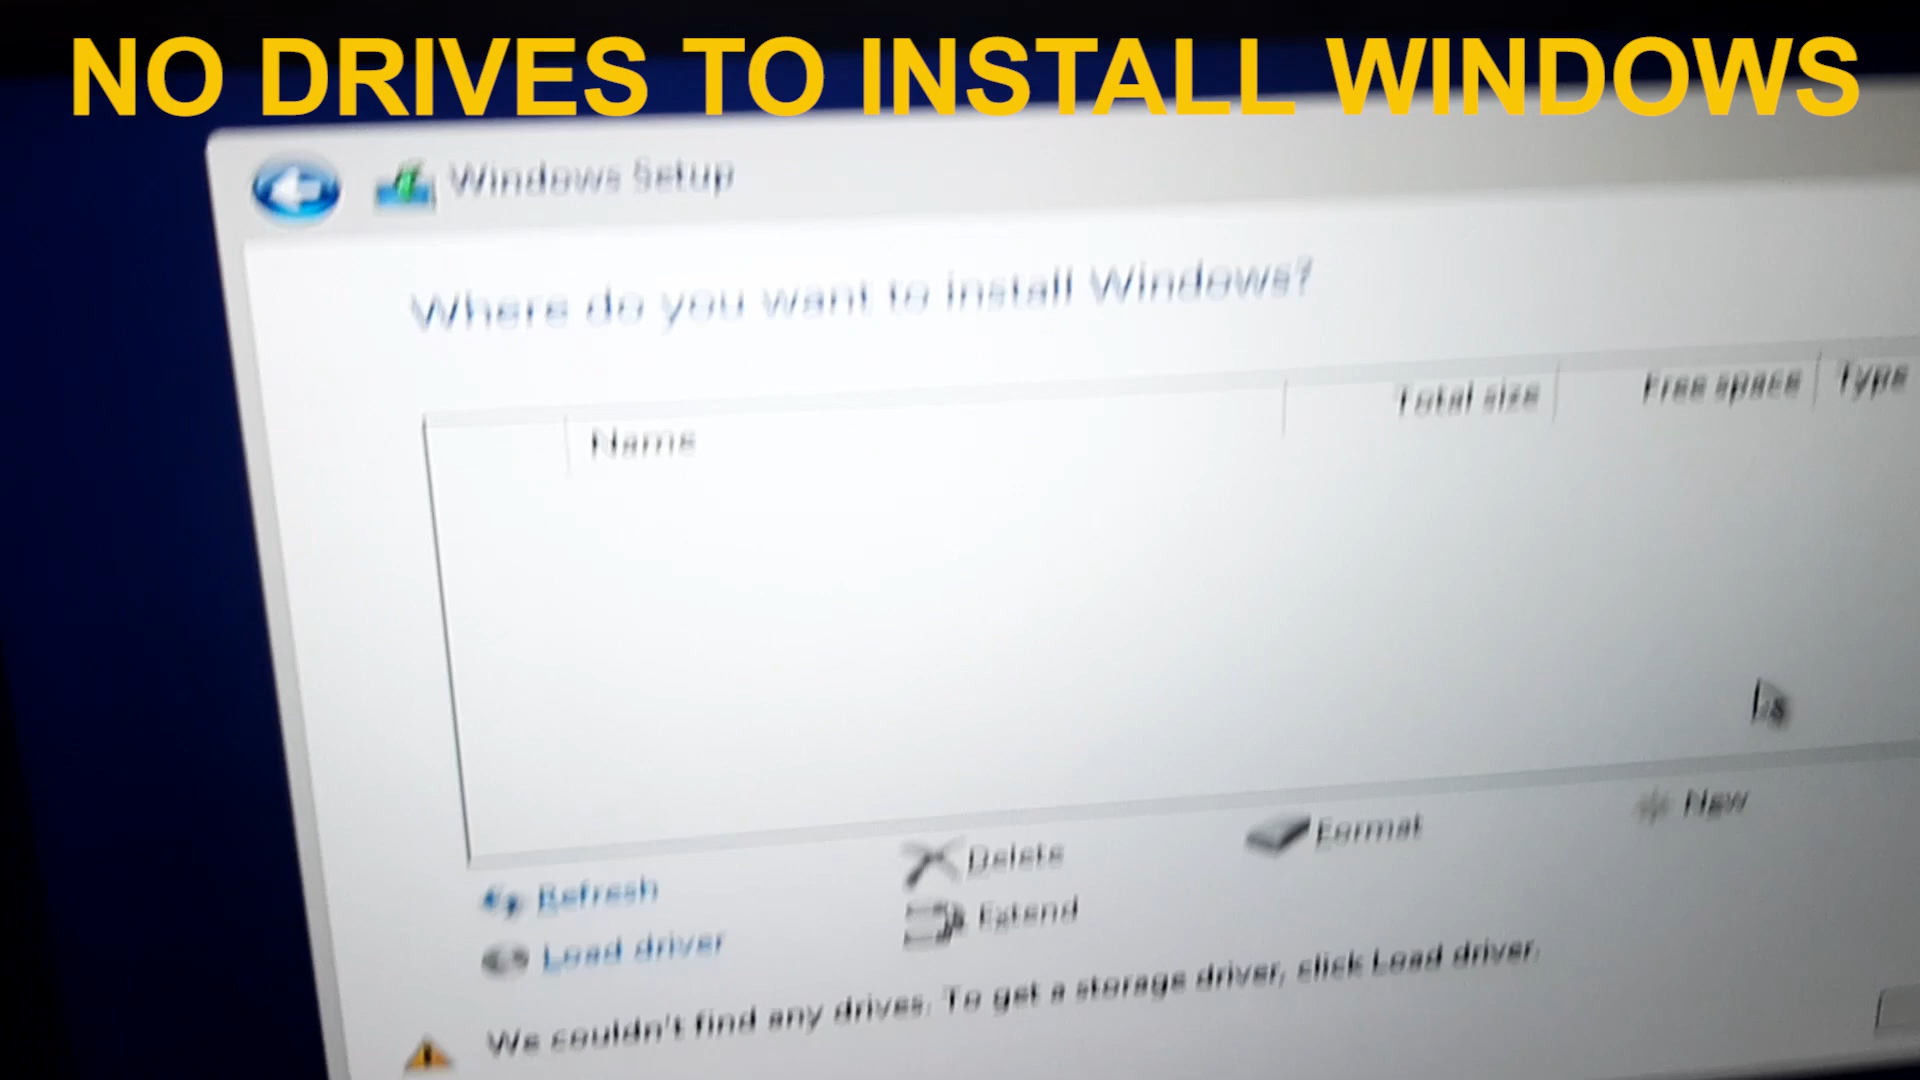 NO DRIVES TO INSTALL WINDOWS
Windows Setup
Where do you want to install Windows?
Name Total size Free space Type
Refresh Delete Format New
Load driver Extend
We couldn't find any drives. To get a storage driver, click Load driver.